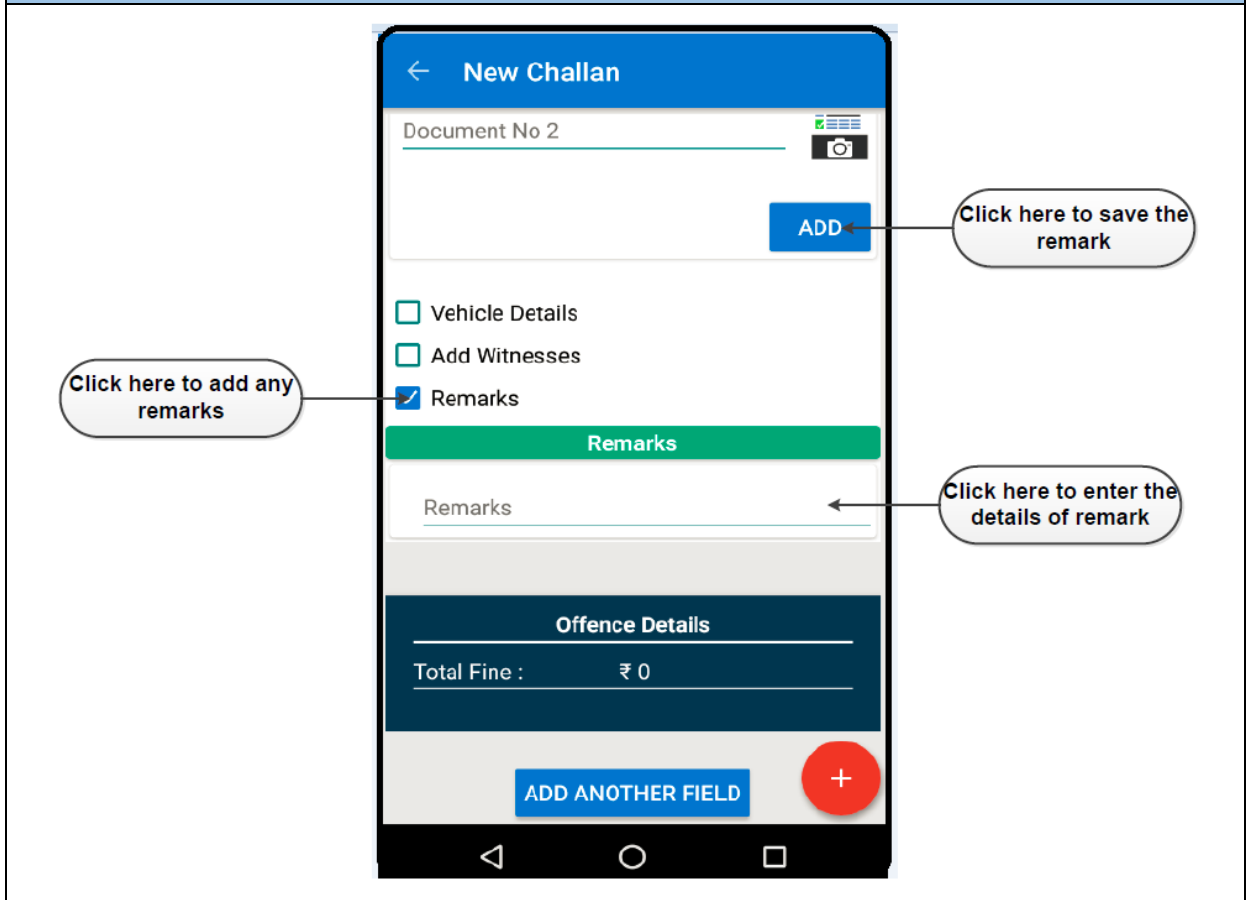 New Challan
Document No 2
ADD
Click here to save the
remark
Vehicle Details
Add Witnesses
Click here to add any
remarks
Remarks
Remarks
Remarks
Click here to enter the
details of remark
Offence Details
Total Fine : ₹ 0
+
ADD ANOTHER FIELD